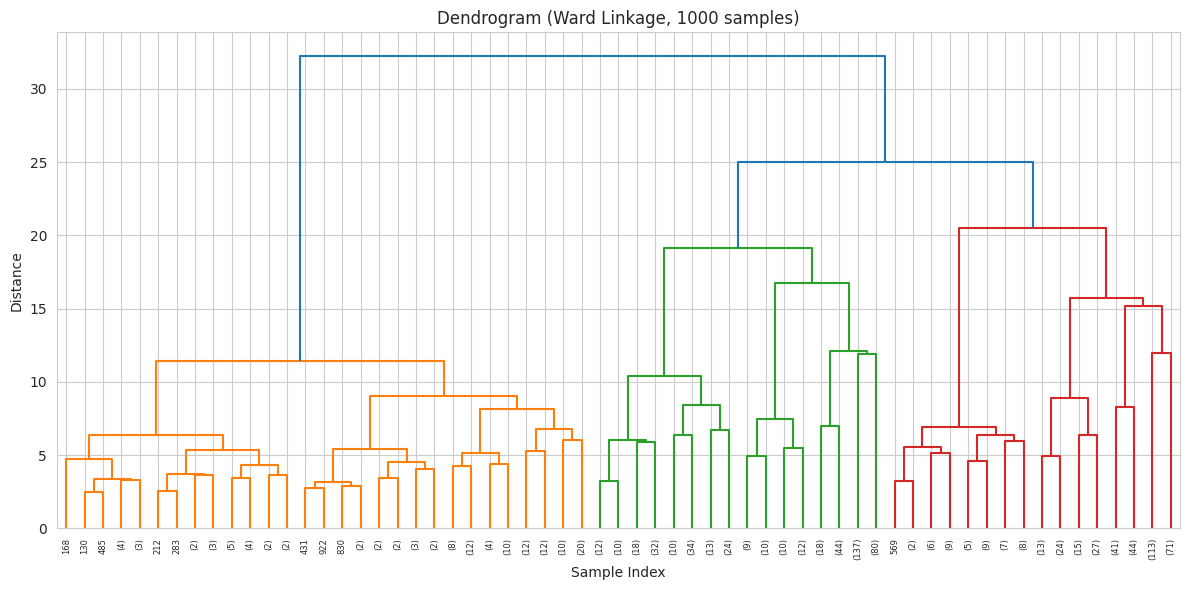 Dendrogram (Ward Linkage, 1000 samples)
Distance
30
25
20
15
10
5
0
168 130 485 (4) (3) 212 283 (2) (3) (5) (4) (2) (2) 431 922 830 (2) (2) (2) (3) (2) (8) (12) (4) (10) (12) (12) (10) (20) (12) (10) (18) (32) (10) (34) (13) (24) (9) (10) (10) (12) (18) (44) (137) (80) 569 (2) (6) (9) (5) (9) (7) (8) (13) (24) (15) (27) (41) (44) (113) (71)
Sample Index